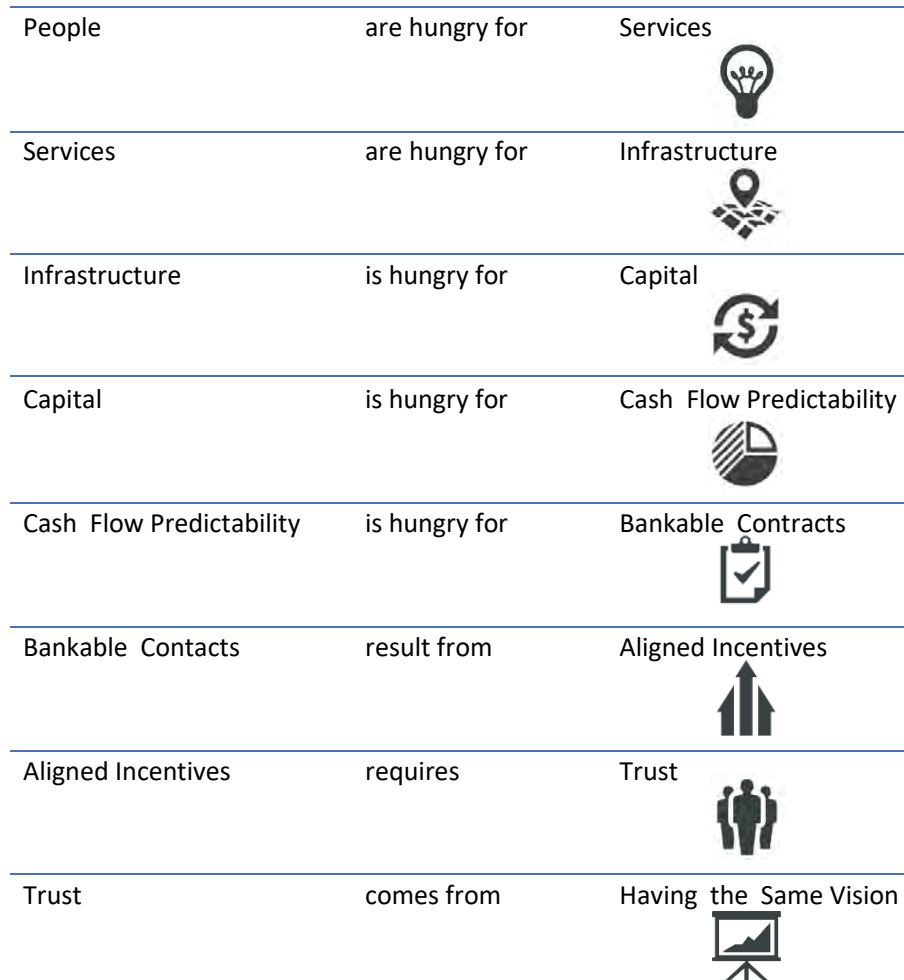 People are hungry for Services
Services are hungry for Infrastructure
Infrastructure is hungry for Capital
$
Capital is hungry for Cash Flow Predictability
Cash Flow Predictability is hungry for Bankable Contracts
Bankable Contacts result from Aligned Incentives
Aligned Incentives requires Trust
Trust comes from Having the Same Vision